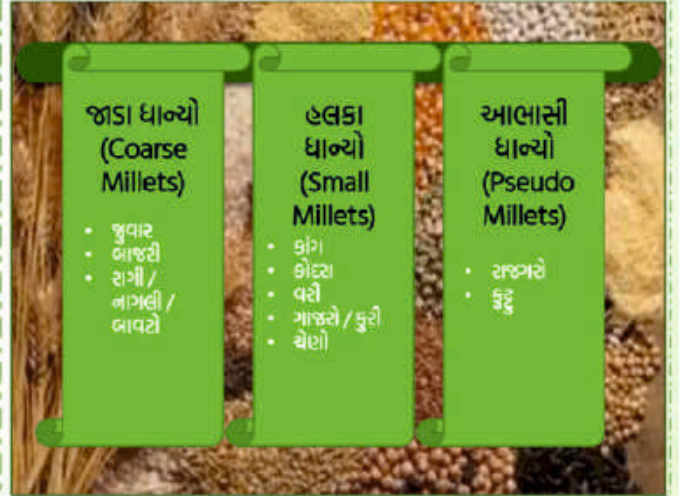 જાડા ધાન્યો
(Coarse
Millets)
• જુવાર
• બાજરી
• રાગી /
નાગલી /
બાવટો
હલકા
ધાન્યો
(Small
Millets)
• કાંગ
• કોદરા
• વરી
• ગાજરો / કુરી
• ચેણો
આભાસી
ધાન્યો
(Pseudo
Millets)
• રાજગરો
• કુટુ